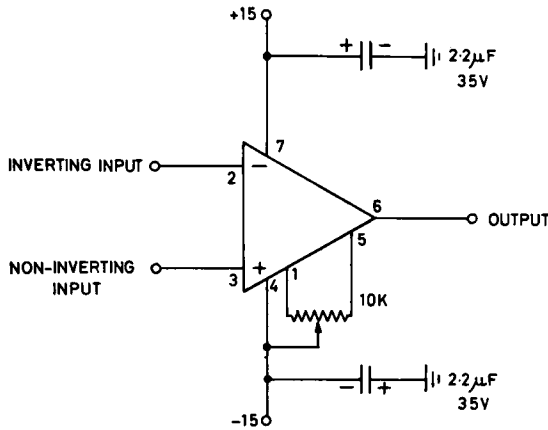 +15
+ -
2.2µF
35V
7
INVERTING INPUT
2
-
6
OUTPUT
5
NON-INVERTING
INPUT
3
+
4
1
10K
- +
2.2µF
35V
-15